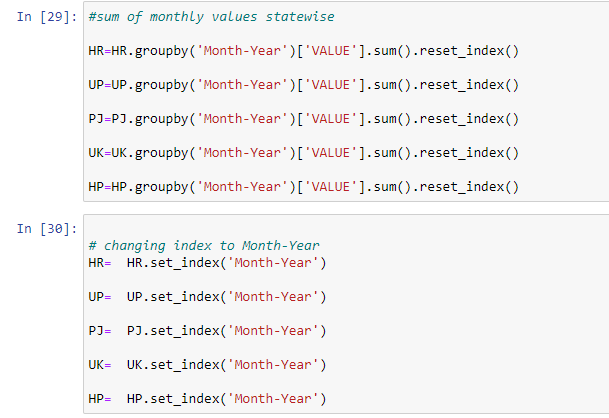 In [29]: #sum of monthly values statewise
HR=HR.groupby('Month-Year')['VALUE'].sum().reset_index()
UP=UP.groupby('Month-Year')['VALUE'].sum().reset_index()
PJ=PJ.groupby('Month-Year')['VALUE'].sum().reset_index()
UK=UK.groupby('Month-Year')['VALUE'].sum().reset_index()
HP=HP.groupby('Month-Year')['VALUE'].sum().reset_index()
In [30]:
# changing index to Month-Year
HR=  HR.set_index('Month-Year')
UP=  UP.set_index('Month-Year')
PJ=  PJ.set_index('Month-Year')
UK=  UK.set_index('Month-Year')
HP=  HP.set_index('Month-Year')